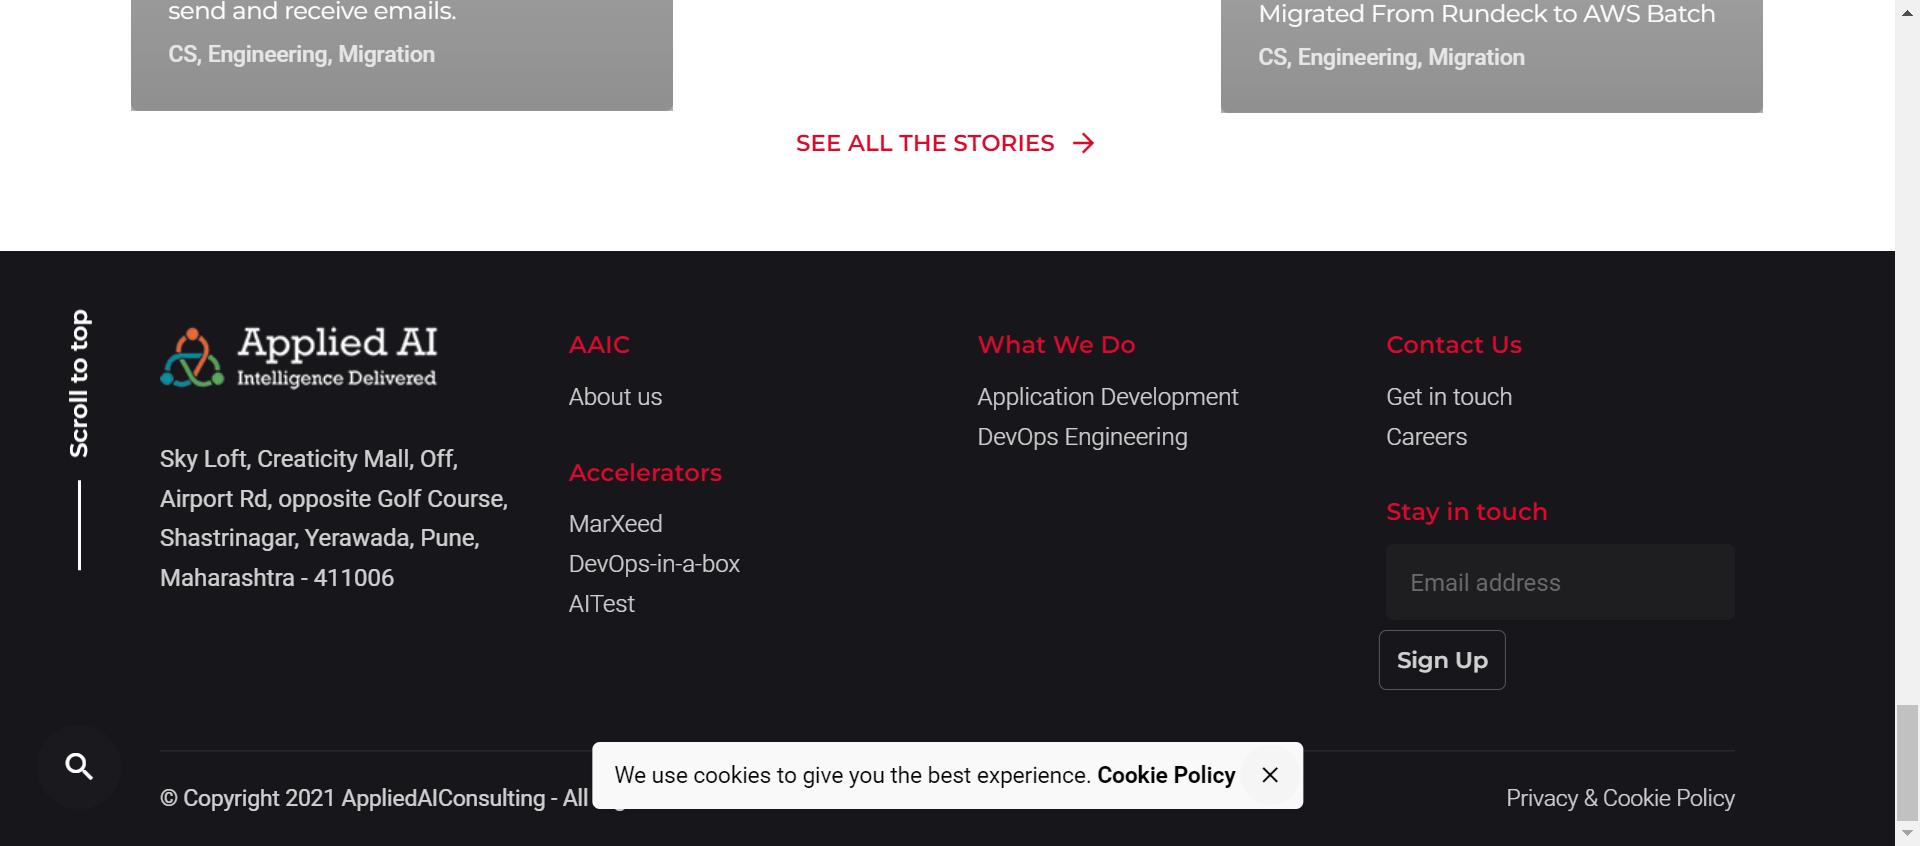 send and receive emails.
CS, Engineering, Migration
Migrated From Rundeck to AWS Batch
CS, Engineering, Migration
SEE ALL THE STORIES
Scroll to top
Applied AI
Intelligence Delivered
Sky Loft, Creaticity Mall, Off,
Airport Rd, opposite Golf Course,
Shastrinagar, Yerawada, Pune,
Maharashtra - 411006
AAIC
About us
Accelerators
MarXeed
DevOps-in-a-box
AITest
What We Do
Application Development
DevOps Engineering
Contact Us
Get in touch
Careers
Stay in touch
Email address
Sign Up
We use cookies to give you the best experience. Cookie Policy
© Copyright 2021 AppliedAIConsulting - All
Privacy & Cookie Policy